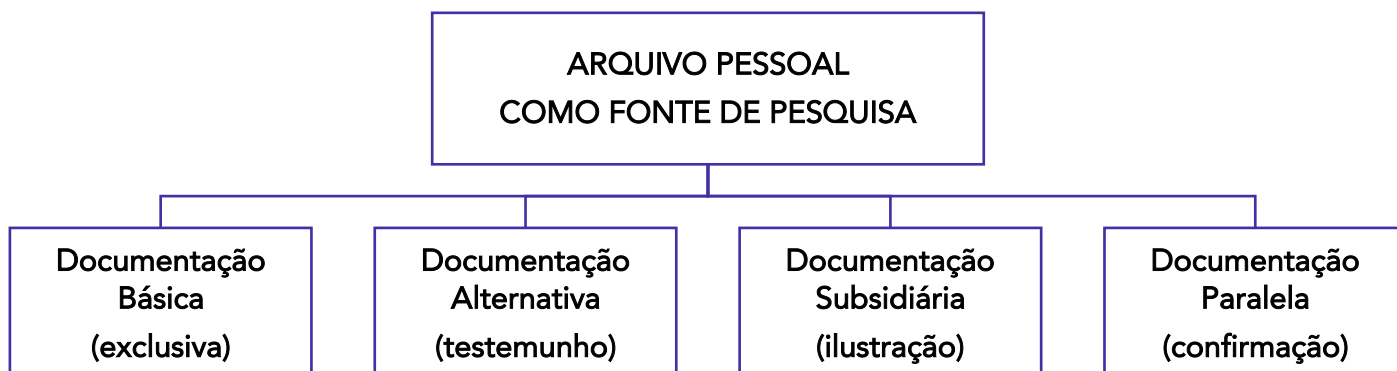 ARQUIVO PESSOAL
COMO FONTE DE PESQUISA
Documentação
Básica
(exclusiva)
Documentação
Alternativa
(testemunho)
Documentação
Subsidiária
(ilustração)
Documentação
Paralela
(confirmação)